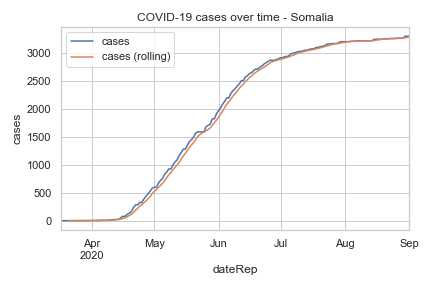 COVID-19 cases over time - Somalia
cases
cases (rolling)
3000
2500
2000
1500
1000
500
0
cases
Apr
2020
May
Jun
Jul
Aug
Sep
dateRep